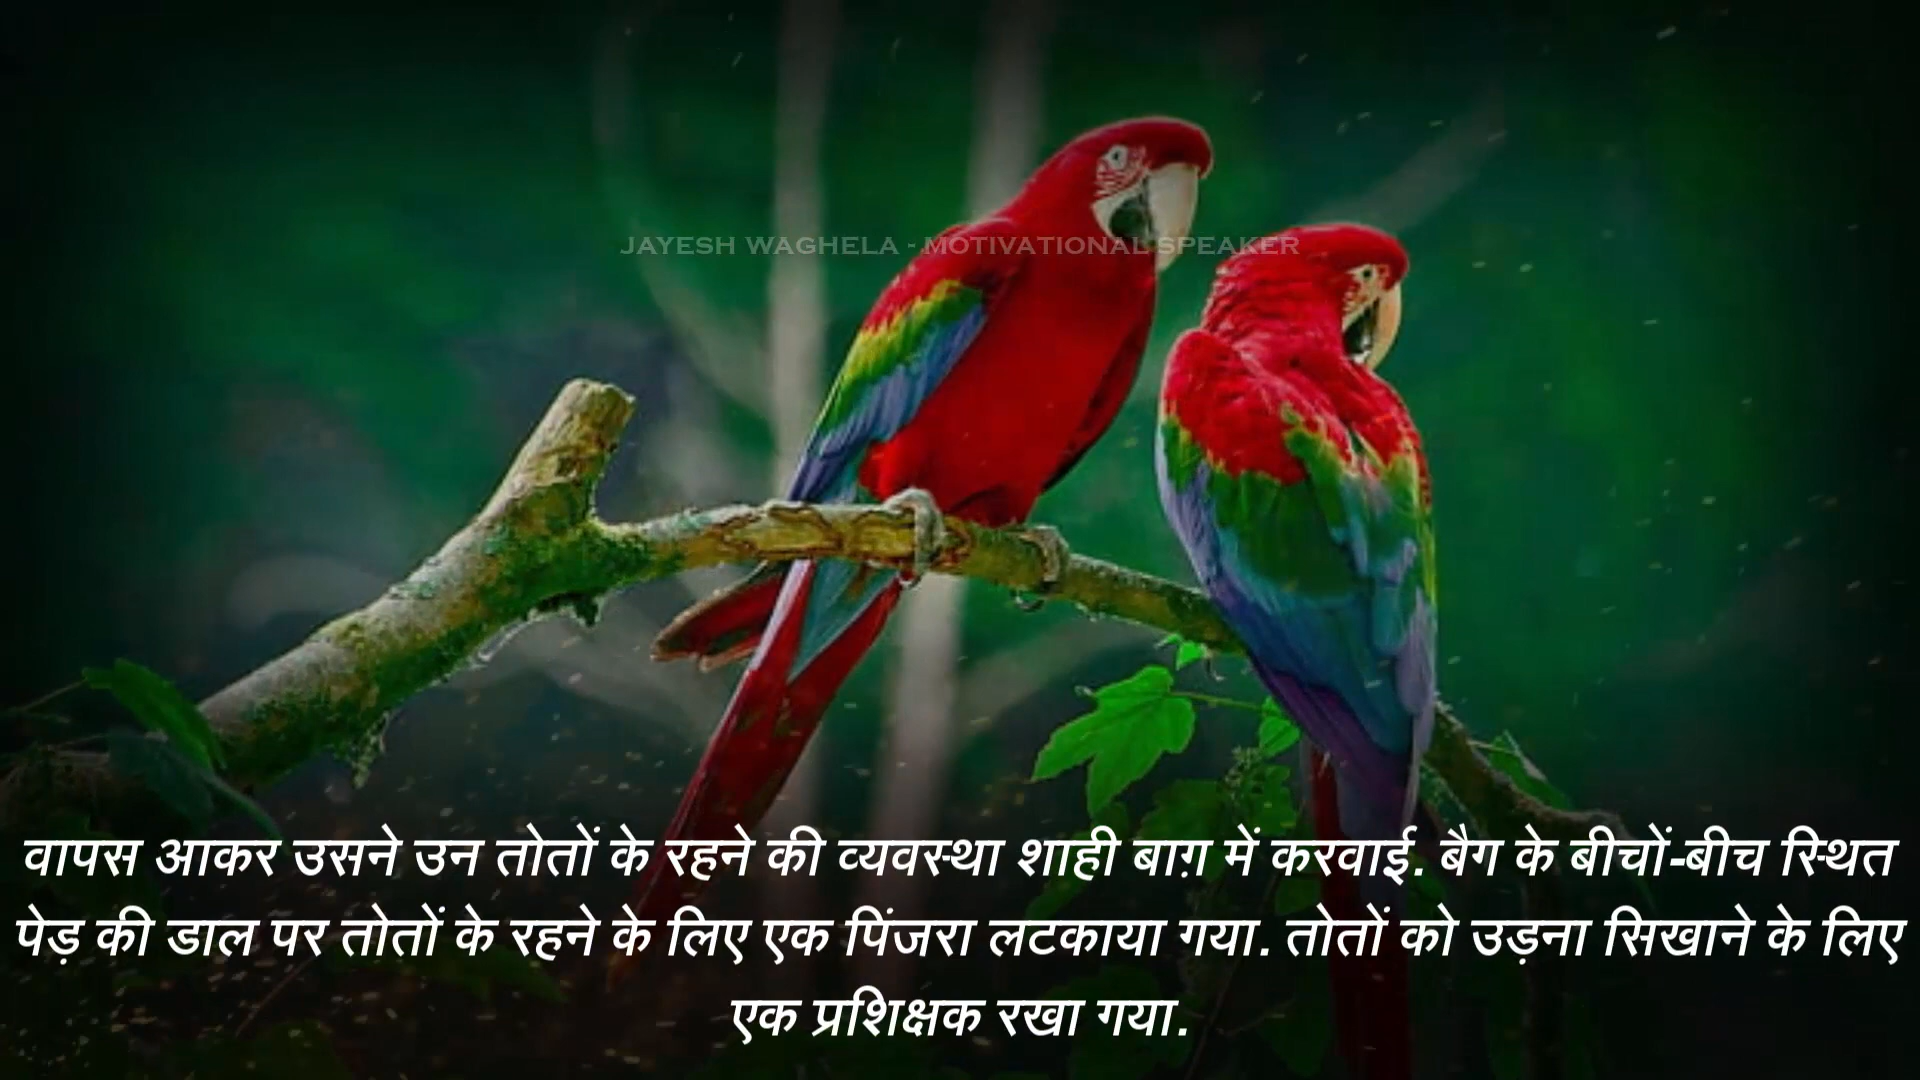 JAYESH WAGHELA - MOTIVATIONAL SPEAKER
वापस आकर उसने उन तोतों के रहने की व्यवस्था शाही बाग़ में करवाई. बैग के बीचों-बीच स्थित
पेड़ की डाल पर तोतों के रहने के लिए एक पिंजरा लटकाया गया. तोतों को उड़ना सिखाने के लिए
एक प्रशिक्षक रखा गया.